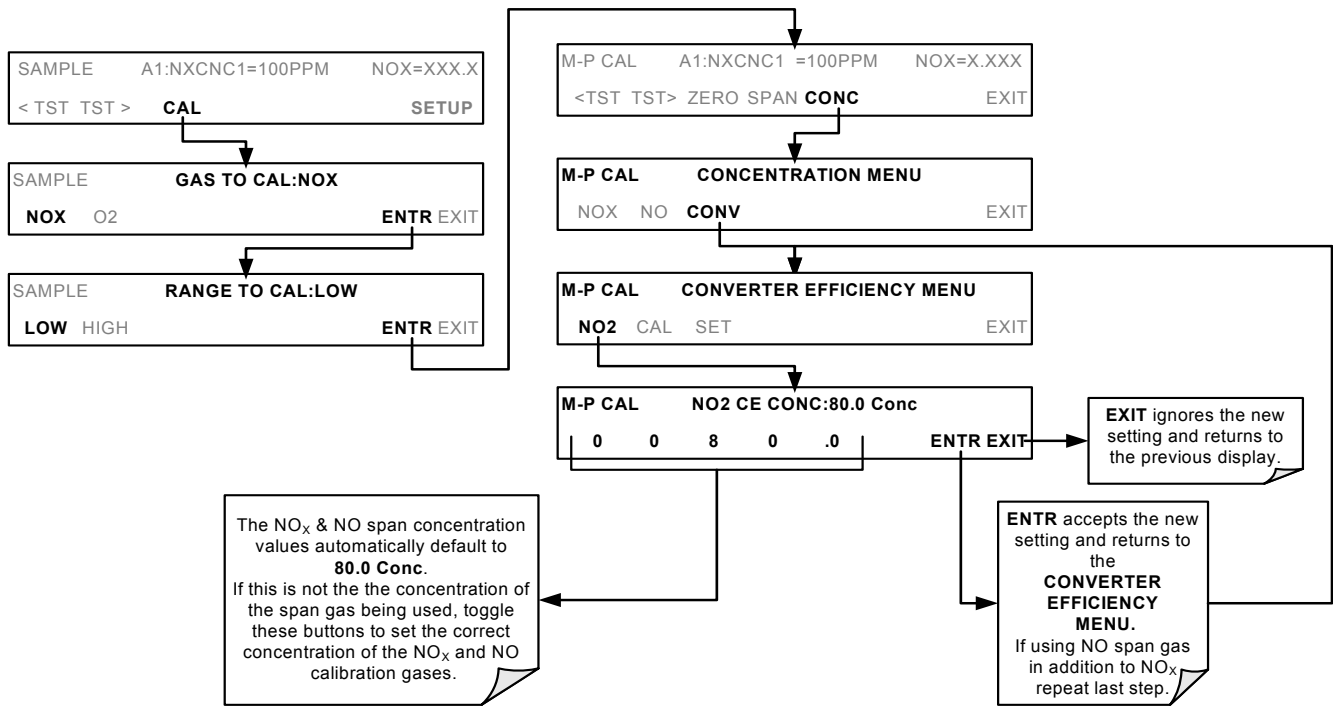 SAMPLE A1:NXCNC1=100PPM NOX=XXX.X
< TST TST > CAL SETUP
SAMPLE GAS TO CAL:NOX
NOX O2 ENTR EXIT
SAMPLE RANGE TO CAL:LOW
LOW HIGH ENTR EXIT
M-P CAL A1:NXCNC1 =100PPM NOX=X.XXX
<TST TST> ZERO SPAN CONC EXIT
M-P CAL CONCENTRATION MENU
NOX NO CONV EXIT
M-P CAL CONVERTER EFFICIENCY MENU
NO2 CAL SET EXIT
M-P CAL NO2 CE CONC:80.0 Conc
0 0 8 0 .0 ENTR EXIT
EXIT ignores the new
setting and returns to
the previous display.
The NOX & NO span concentration
values automatically default to
80.0 Conc.
If this is not the the concentration of
the span gas being used, toggle
these buttons to set the correct
concentration of the NOX and NO
calibration gases.
ENTR accepts the new
setting and returns to
the
CONVERTER
EFFICIENCY
MENU.
If using NO span gas
in addition to NOX
repeat last step.